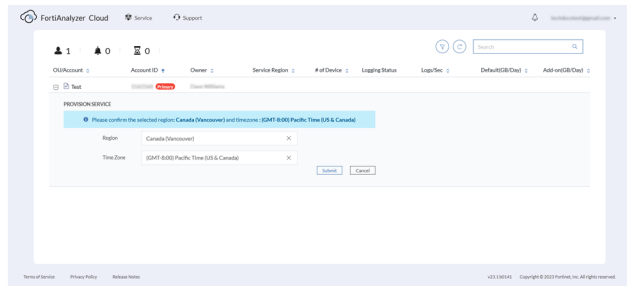 FortiAnalyzer Cloud Service Support
1 0 0 Search
OU/Account Account ID Owner Service Region # of Device Logging Status Logs/Sec Default(GB/Day) Add-on(GB/Day)
Test Primary
PROVISION SERVICE
Please confirm the selected region: Canada (Vancouver) and timezone : (GMT-8:00) Pacific Time (US & Canada)
Region Canada (Vancouver)
Time Zone (GMT-8:00) Pacific Time (US & Canada)
Submit Cancel
Terms of Service Privacy Policy Release Notes Copyright © 2023 Fortinet, Inc. All rights reserved.